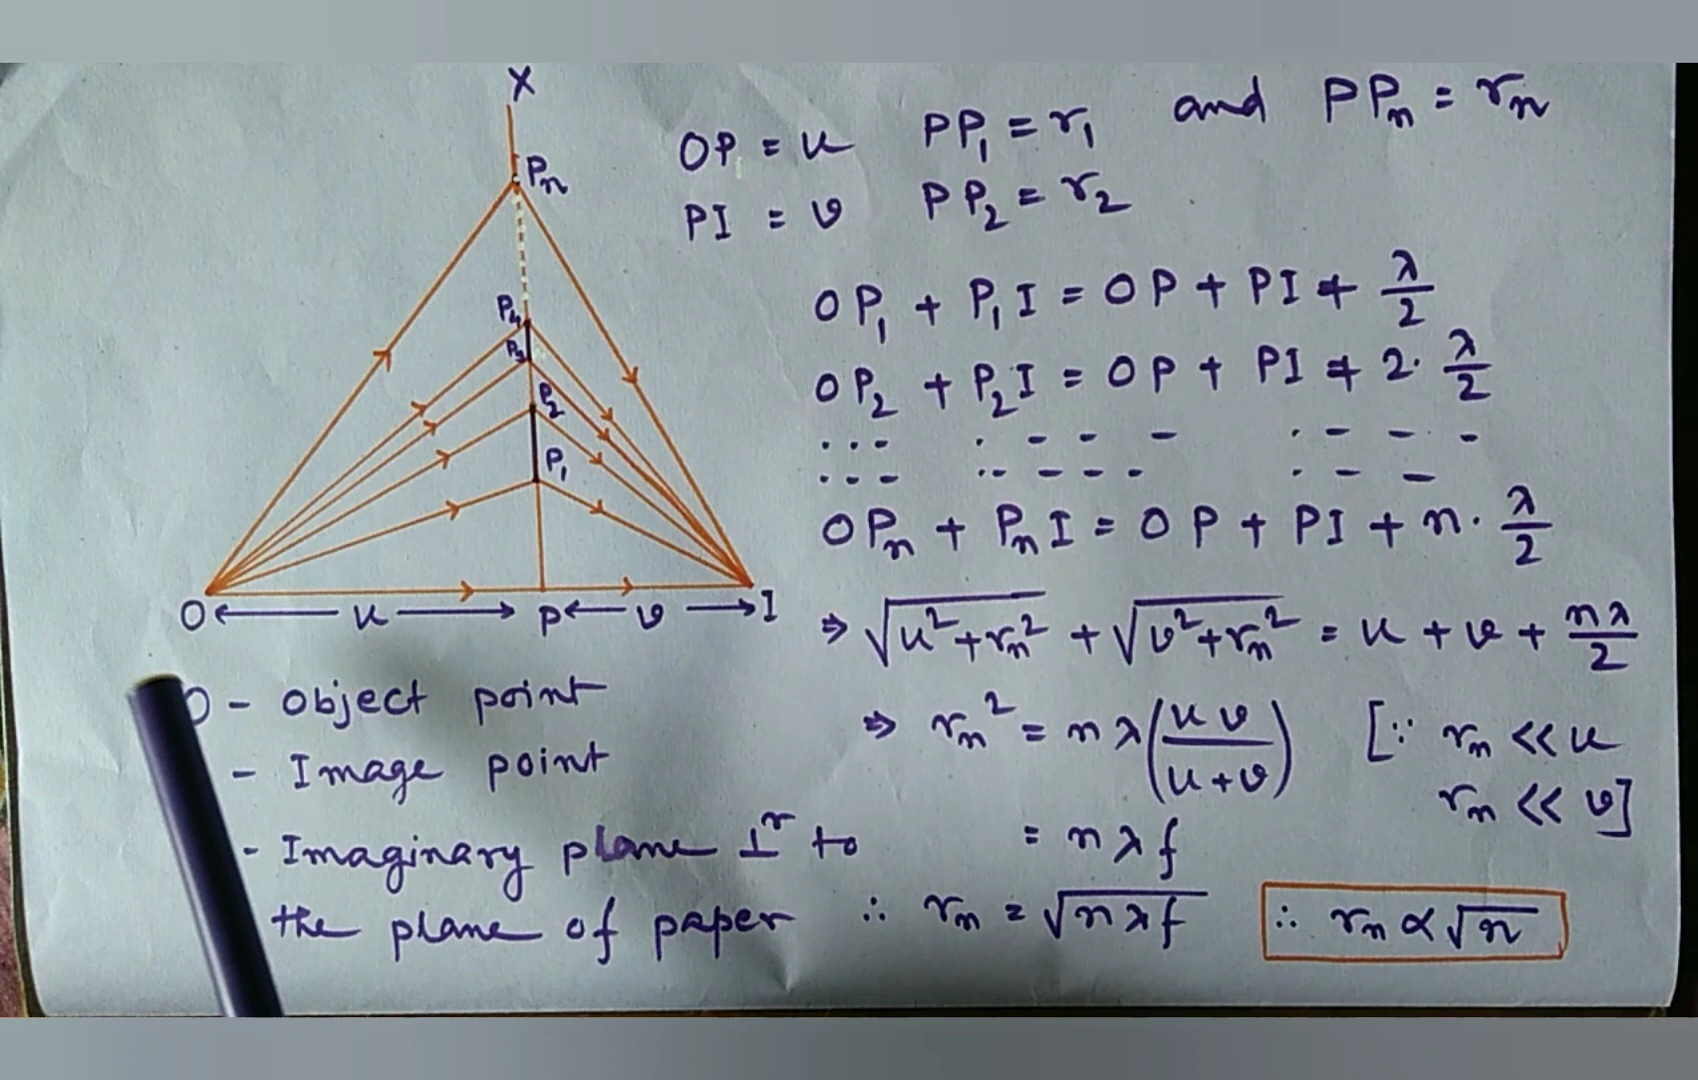 X
Pₙ
P₄
P₃
P₂
P₁
O ← u → P ← v → I
OP = u PP₁ = r₁ and PPₙ = rₙ
PI = v PP₂ = r₂
OP₁ + P₁I = OP + PI + λ/2
OP₂ + P₂I = OP + PI + 2·λ/2
OPₙ + PₙI = OP + PI + n·λ/2
⇒ √(u²+rₙ²) + √(v²+rₙ²) = u + v + nλ/2
⇒ rₙ² = nλ(uv/(u+v)) [∵ rₙ << u
rₙ << v]
= nλf
∴ rₙ = √(nλf) ∴ rₙ ∝ √n
O - object point
- Image point
- Imaginary plane ⊥ʳ to
the plane of paper